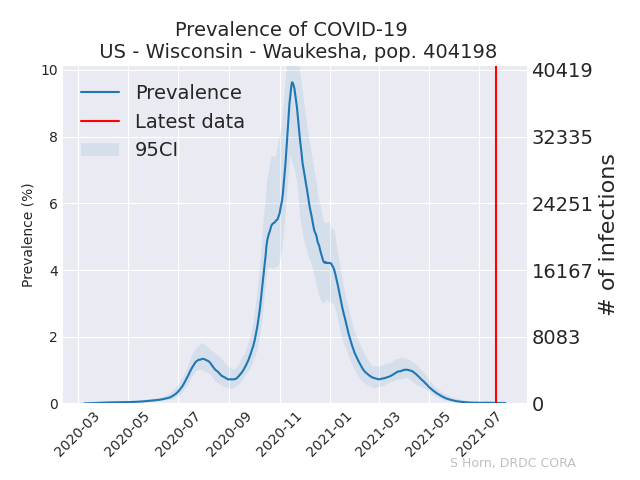 Prevalence of COVID-19
US - Wisconsin - Waukesha, pop. 404198
Prevalence
Latest data
95CI
Prevalence (%)
10
8
6
4
2
0
40419
32335
24251
16167
8083
0
# of infections
2020-03
2020-05
2020-07
2020-09
2020-11
2021-01
2021-03
2021-05
2021-07
S Horn, DRDC CORA